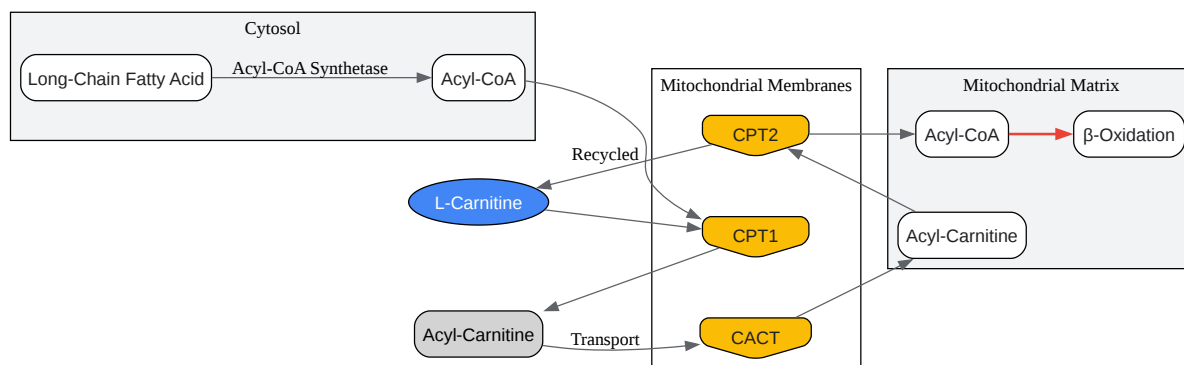 Cytosol
Long-Chain Fatty Acid
Acyl-CoA Synthetase
Acyl-CoA
Mitochondrial Membranes
Mitochondrial Matrix
CPT2
Acyl-CoA
β-Oxidation
Recycled
L-Carnitine
CPT1
Acyl-Carnitine
Acyl-Carnitine
Transport
CACT